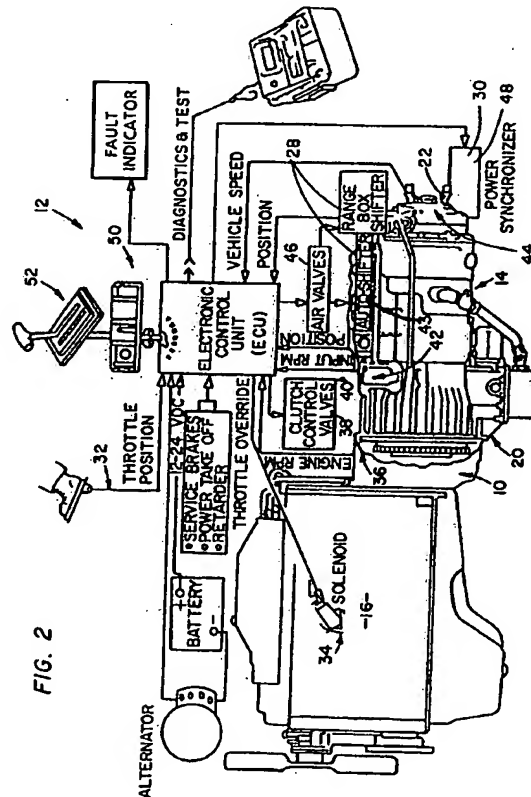 FIG. 2
12
50
52
FAULT
INDICATOR
32
THROTTLE
POSITION
12-24 VDC
ALTERNATOR
BATTERY
+
-
SERVICE BRAKES
POWER TAKE OFF
RETARDER
ELECTRONIC
CONTROL
UNIT
(ECU)
DIAGNOSTICS & TEST
VEHICLE SPEED
POSITION
THROTTLE OVERRIDE
ENGINE RPM
CLUTCH
CONTROL
VALVES
38
40
INPUT RPM
POSITION
AIR VALVES
46
28
RANGE
BOX
SHIFTER
AUTO-SHIFTER
43
42
36
34
SOLENOID
-16-
10
20
14
44
22
POWER
SYNCHRONIZER
30
48